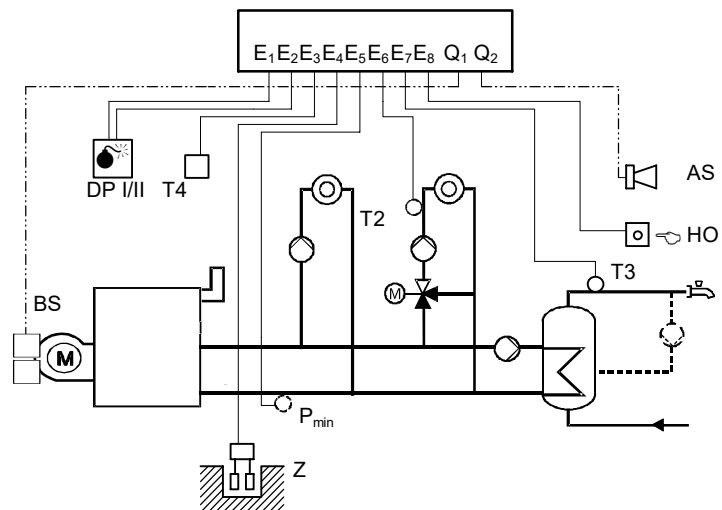 E₁ E₂ E₃ E₄ E₅ E₆ E₇ E₈ Q₁ Q₂
DP I/II
T4
AS
T2
HO
T3
BS
M
M
Pmin
Z